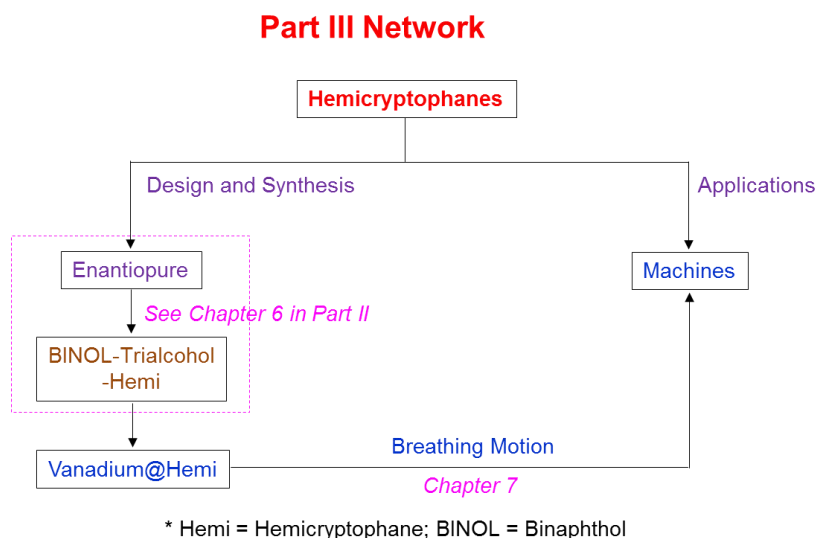 Part III Network
Hemicryptophanes
Design and Synthesis
Applications
Enantiopure
Machines
See Chapter 6 in Part II
BINOL-Trialcohol
-Hemi
Breathing Motion
Vanadium@Hemi
Chapter 7
* Hemi = Hemicryptophane; BINOL = Binaphthol